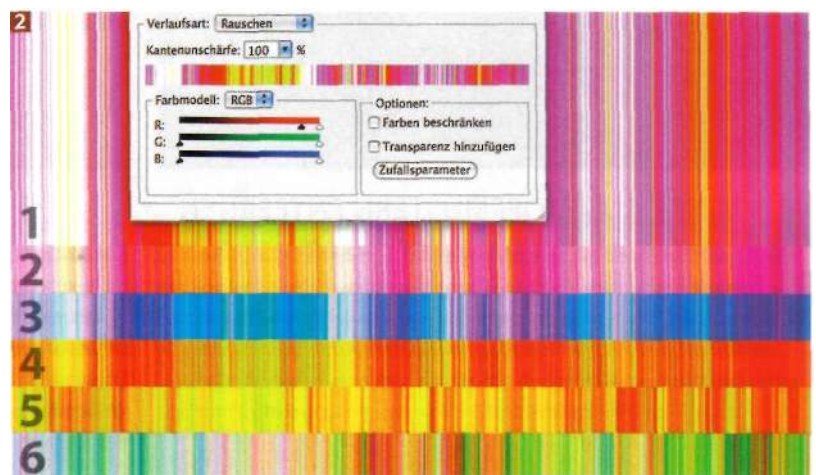 2
Verlaufsart: Rauschen
Kantenunschärfe: 100 %
Farbmodell: RGB
R:
G:
B:
Optionen:
Farben beschränken
Transparenz hinzufügen
Zufallsparameter
1
2
3
4
5
6